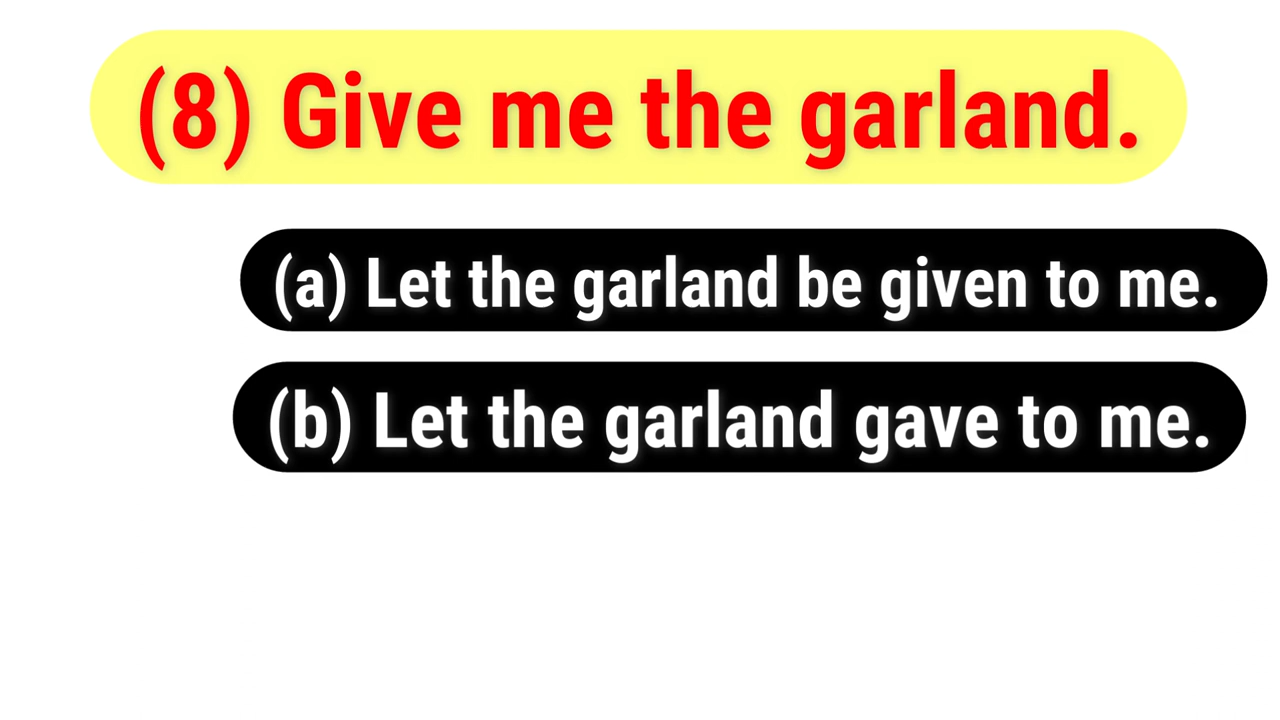 (8) Give me the garland.
(a) Let the garland be given to me.
(b) Let the garland gave to me.